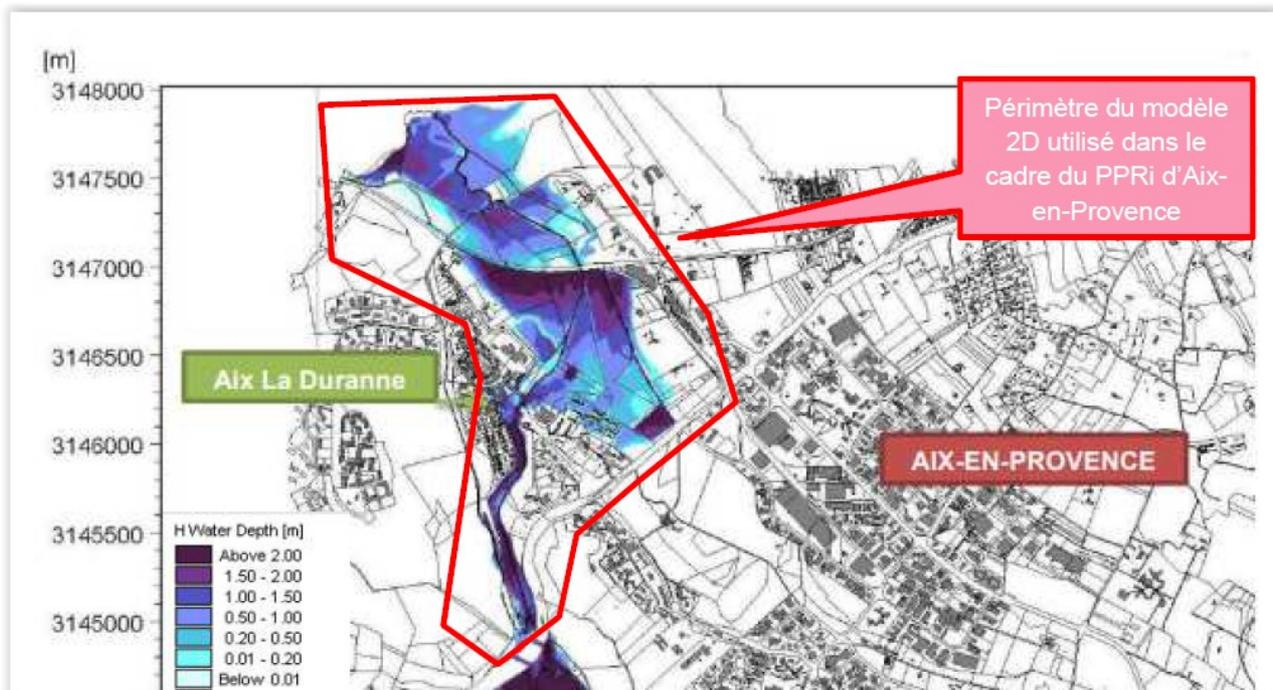 [m]
3148000
3147500
3147000
3146500
3146000
3145500
3145000
Périmètre du modèle
2D utilisé dans le
cadre du PPRi d'Aix-
en-Provence
Aix La Duranne
AIX-EN-PROVENCE
H Water Depth [m]
Above 2.00
1.50 - 2.00
1.00 - 1.50
0.50 - 1.00
0.20 - 0.50
0.01 - 0.20
Below 0.01